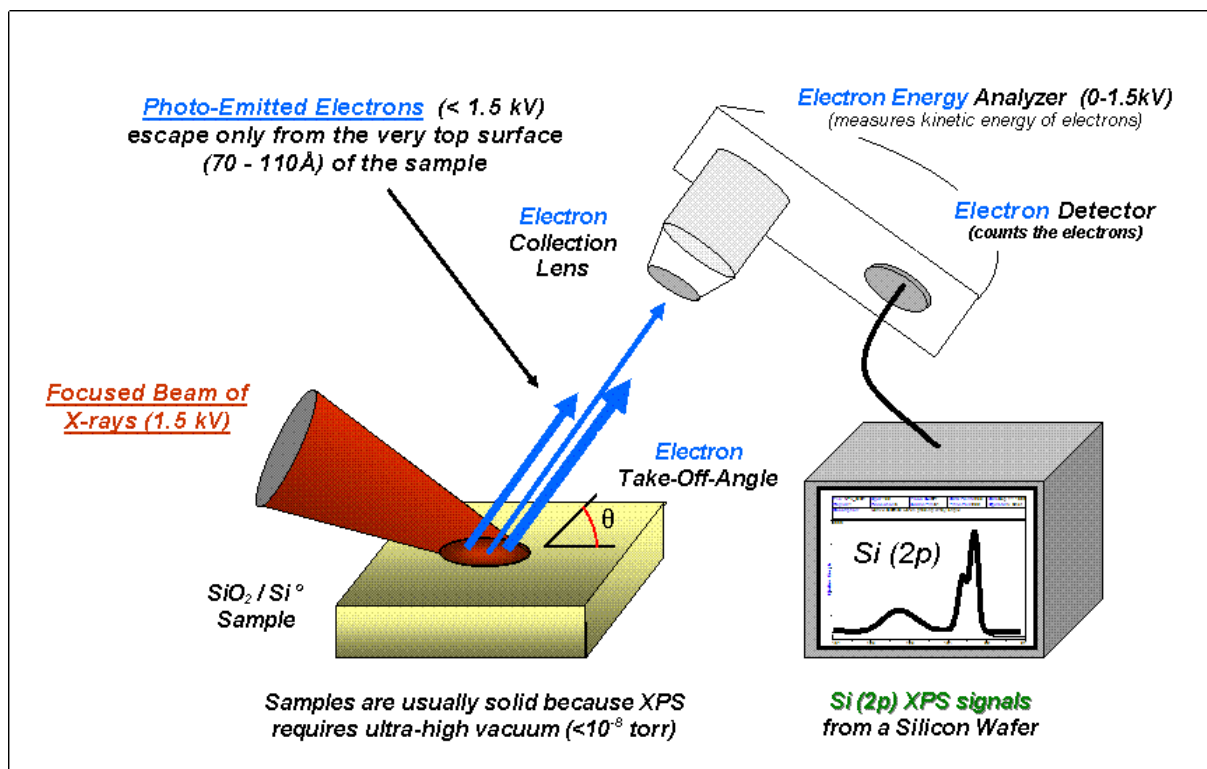 Photo-Emitted Electrons (< 1.5 kV)
escape only from the very top surface
(70 - 110Å) of the sample
Electron Energy Analyzer (0-1.5kV)
(measures kinetic energy of electrons)
Electron
Collection
Lens
Electron Detector
(counts the electrons)
Focused Beam of
X-rays (1.5 kV)
Electron
Take-Off-Angle
θ
Si (2p)
SiO₂ / Si°
Sample
Samples are usually solid because XPS
requires ultra-high vacuum (<10⁻⁸ torr)
Si (2p) XPS signals
from a Silicon Wafer